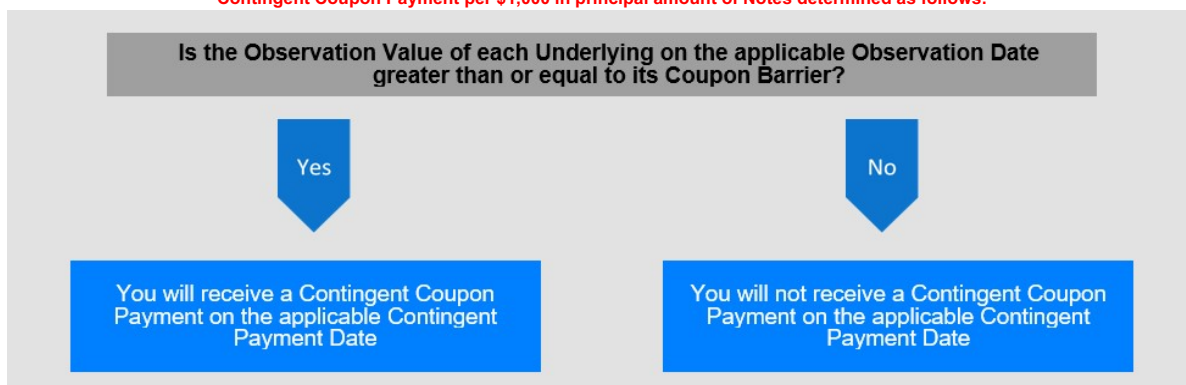 Contingent Coupon Payment per $1,000 in principal amount of Notes determined as follows:
Is the Observation Value of each Underlying on the applicable Observation Date
greater than or equal to its Coupon Barrier?
Yes
No
You will receive a Contingent Coupon
Payment on the applicable Contingent
Payment Date
You will not receive a Contingent Coupon
Payment on the applicable Contingent
Payment Date